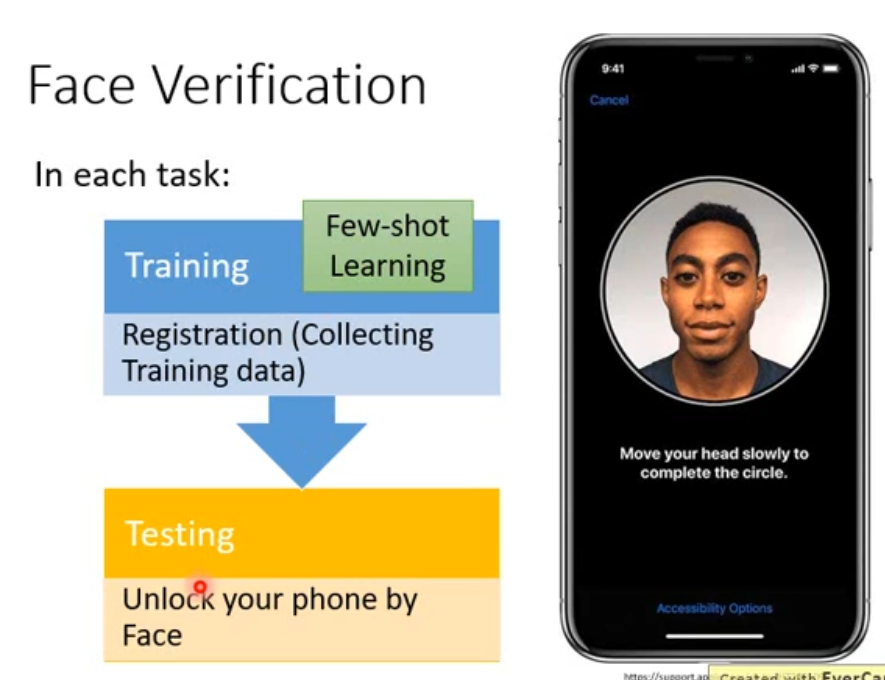 Face Verification
In each task:
Few-shot
Learning
Training
Registration (Collecting
Training data)
Testing
Unlock your phone by
Face
9:41
Cancel
Move your head slowly to
complete the circle.
Accessibility Options
https://support.ap
Created with EverCa